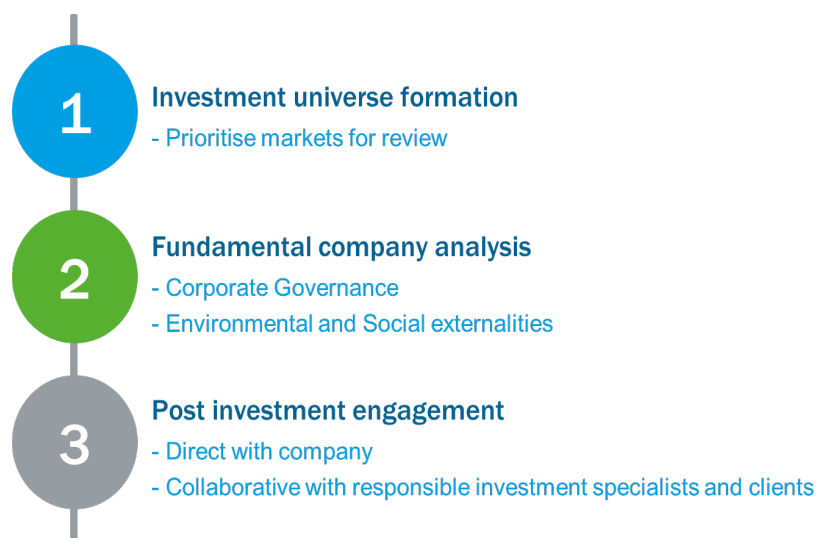 1
Investment universe formation
- Prioritise markets for review
2
Fundamental company analysis
- Corporate Governance
- Environmental and Social externalities
3
Post investment engagement
- Direct with company
- Collaborative with responsible investment specialists and clients